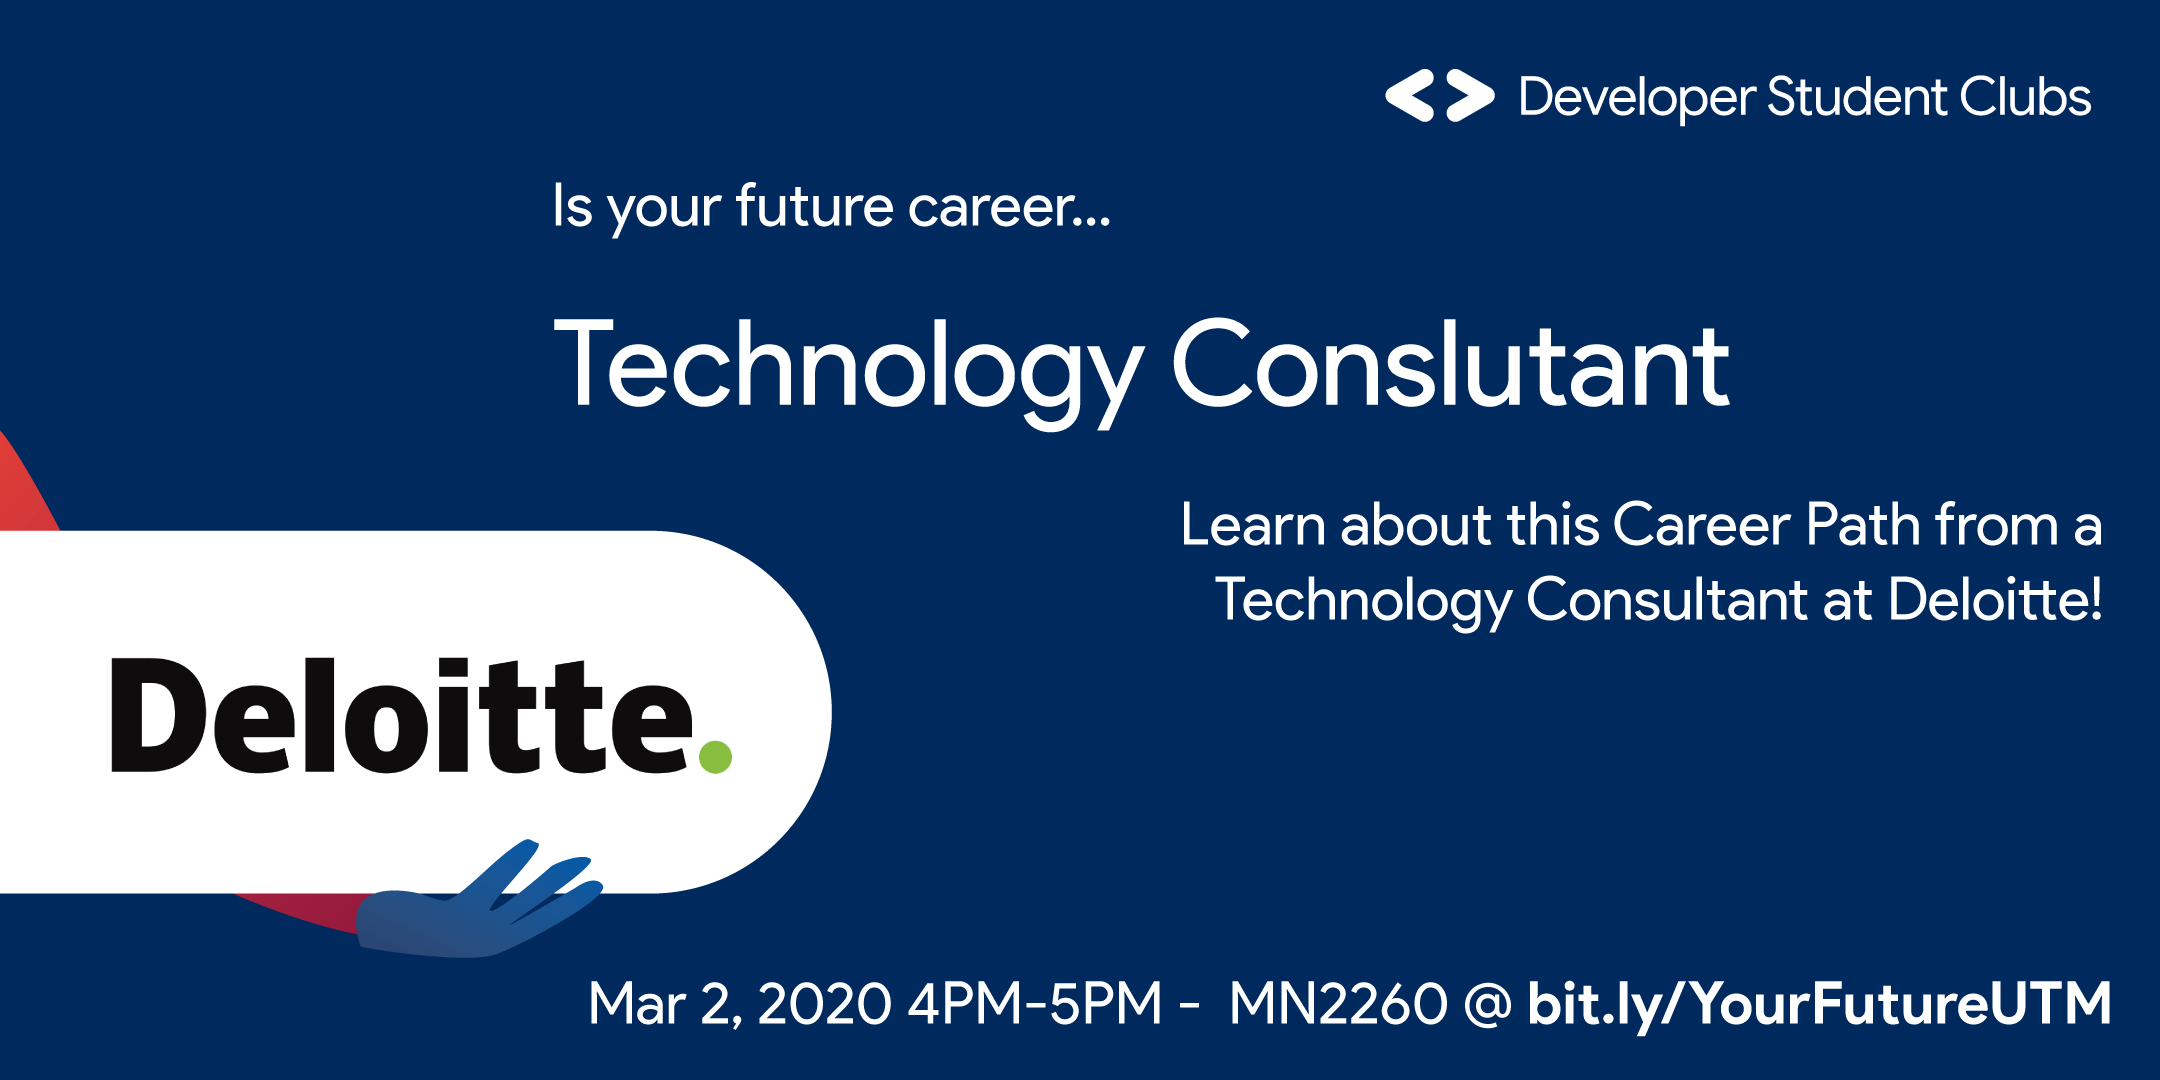 <> Developer Student Clubs
Is your future career...
Technology Conslutant
Learn about this Career Path from a
Technology Consultant at Deloitte!
Deloitte.
Mar 2, 2020 4PM-5PM - MN2260 @ bit.ly/YourFutureUTM